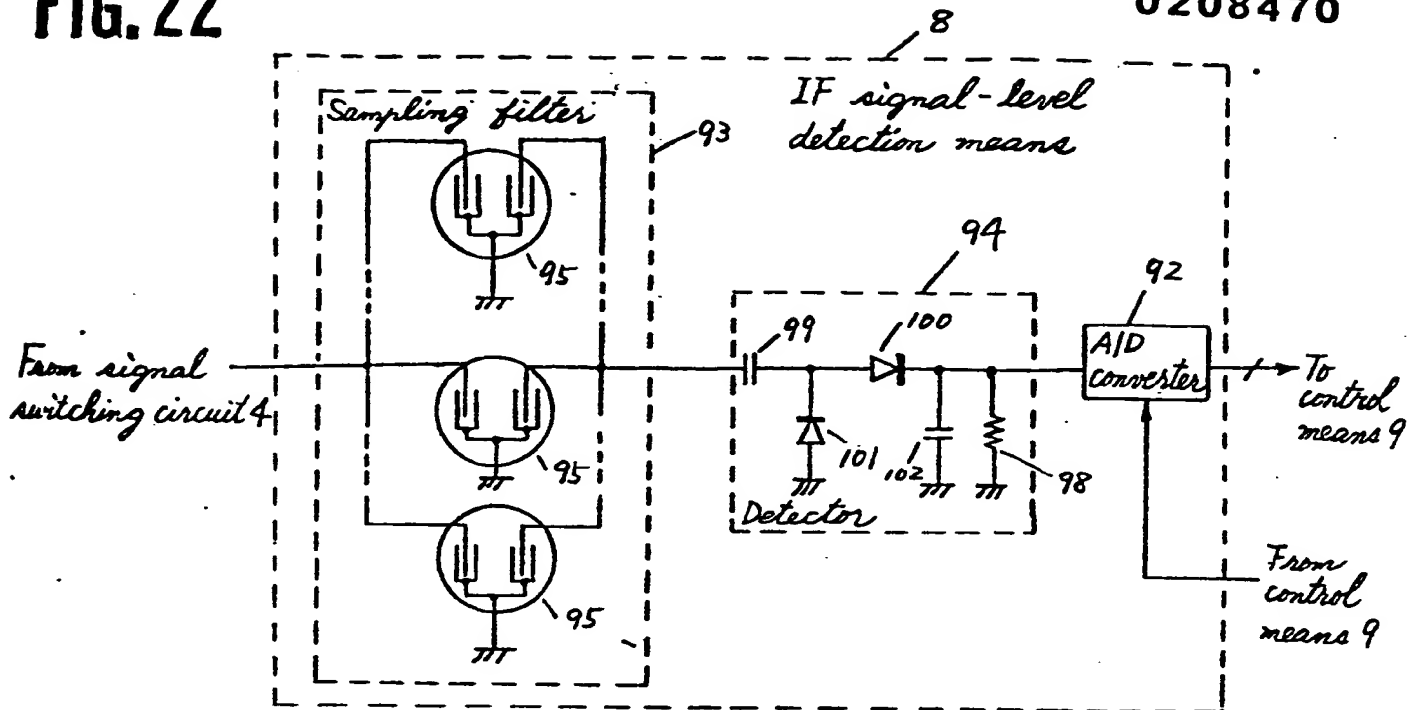 FIG. 22
0208470
8
IF signal-level
detection means
Sampling filter
93
95
94
92
99
100
A/D
converter
From signal
switching circuit 4
To
control
means 9
95
101
102
98
Detector
From
control
means 9
95